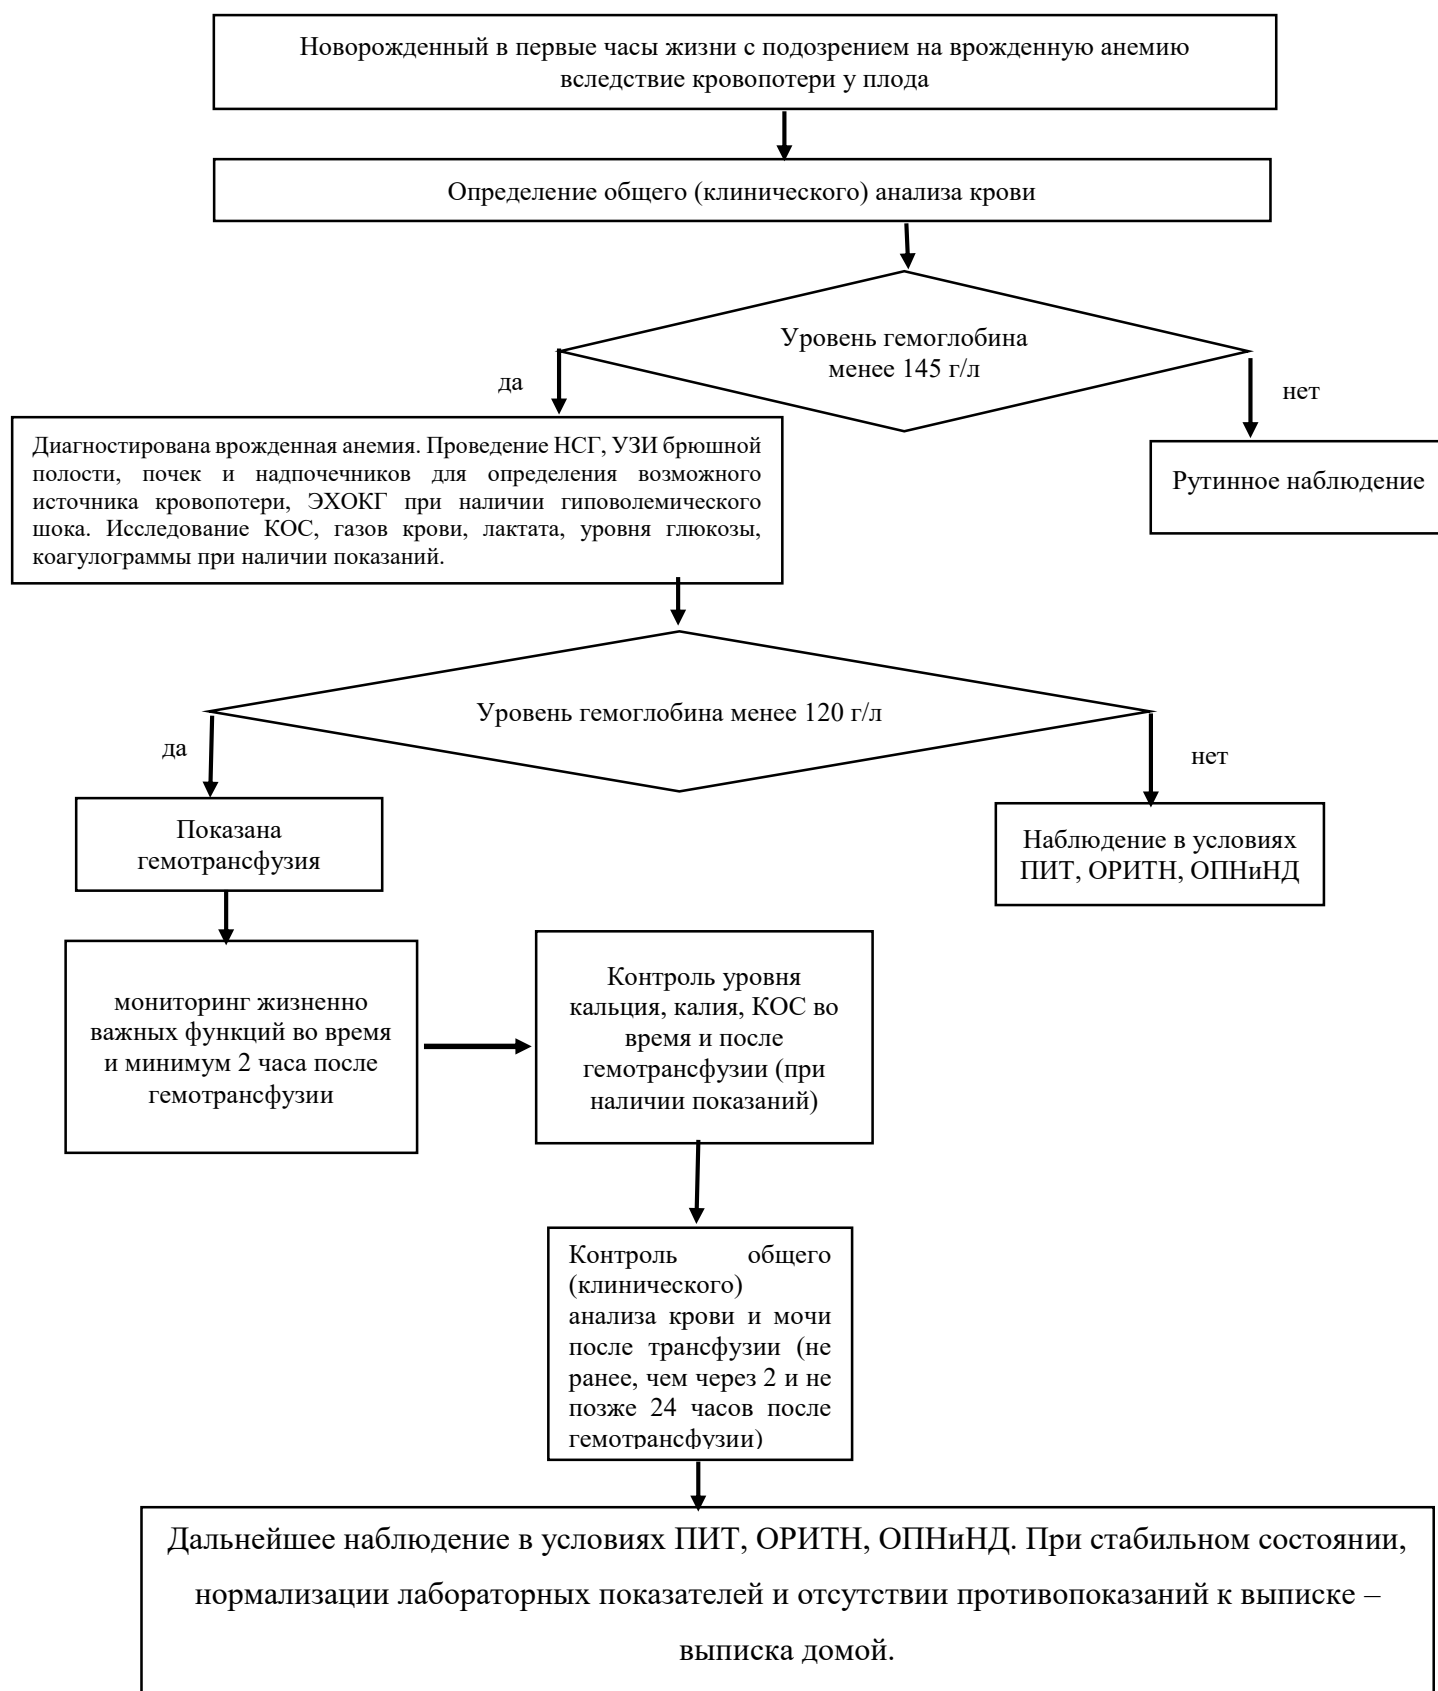 Новорожденный в первые часы жизни с подозрением на врожденную анемию
вследствие кровопотери у плода
Определение общего (клинического) анализа крови
Уровень гемоглобина
менее 145 г/л
да
нет
Диагностирована врожденная анемия. Проведение НСГ, УЗИ брюшной
полости, почек и надпочечников для определения возможного
источника кровопотери, ЭХОКГ при наличии гиповолемического
шока. Исследование КОС, газов крови, лактата, уровня глюкозы,
коагулограммы при наличии показаний.
Рутинное наблюдение
Уровень гемоглобина менее 120 г/л
да
нет
Показана
гемотрансфузия
Наблюдение в условиях
ПИТ, ОРИТН, ОПНиНД
мониторинг жизненно
важных функций во время
и минимум 2 часа после
гемотрансфузии
Контроль уровня
кальция, калия, КОС во
время и после
гемотрансфузии (при
наличии показаний)
Контроль общего
(клинического)
анализа крови и мочи
после трансфузии (не
ранее, чем через 2 и не
позже 24 часов после
гемотрансфузии)
Дальнейшее наблюдение в условиях ПИТ, ОРИТН, ОПНиНД. При стабильном состоянии,
нормализации лабораторных показателей и отсутствии противопоказаний к выписке –
выписка домой.